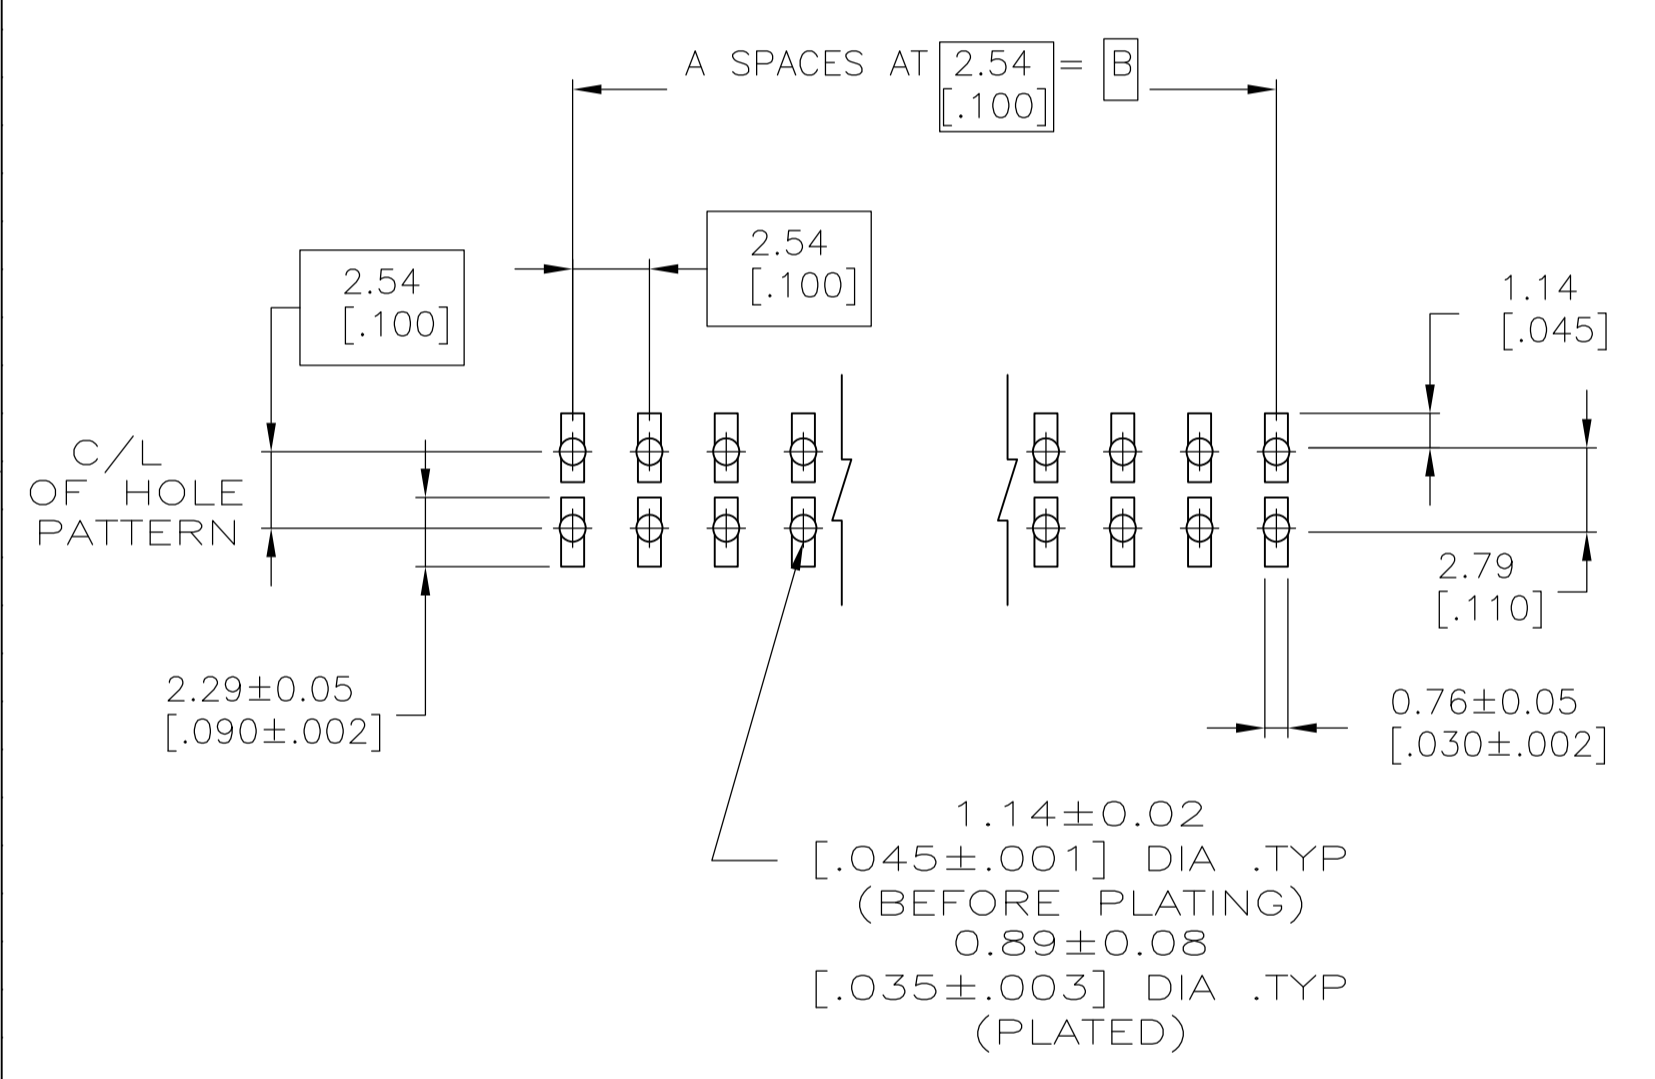 A SPACES AT 2.54 = B
[.100]
2.54
[.100]
2.54
[.100]
1.14
[.045]
C/L
OF HOLE
PATTERN
2.79
[.110]
2.29±0.05
[.090±.002]
0.76±0.05
[.030±.002]
1.14±0.02
[.045±.001] DIA .TYP
(BEFORE PLATING)
0.89±0.08
[.035±.003] DIA .TYP
(PLATED)